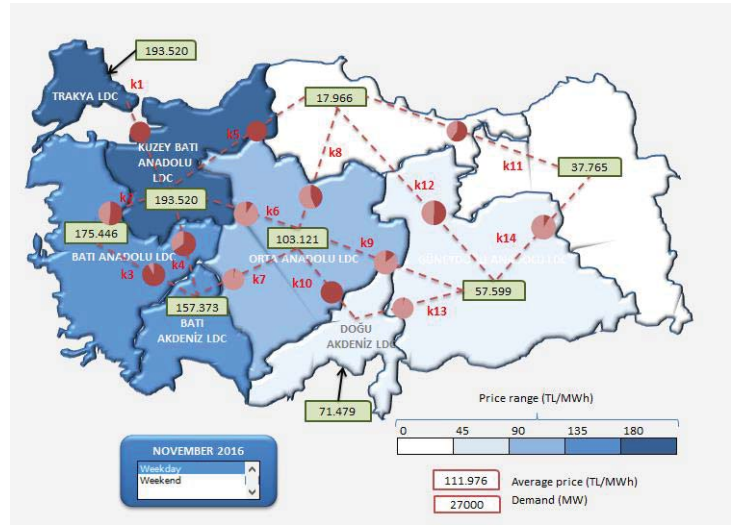 193.520
k1
TRAKYA LDC
17.966
k5
KUZEY BATI
ANADOLU
LDC
k8
k11
37.765
k12
193.520
k6
175.446
103.121
k14
BATI ANADOLU LDC
ORTA ANADOLU LDC
k9
k3
k4
k7
k10
57.599
157.373
BATI
AKDENİZ LDC
k13
DOĞU
AKDENİZ LDC
71.479
Price range (TL/MWh)
0 45 90 135 180
NOVEMBER 2016
Weekday
Weekend
111.976 Average price (TL/MWh)
27000 Demand (MW)